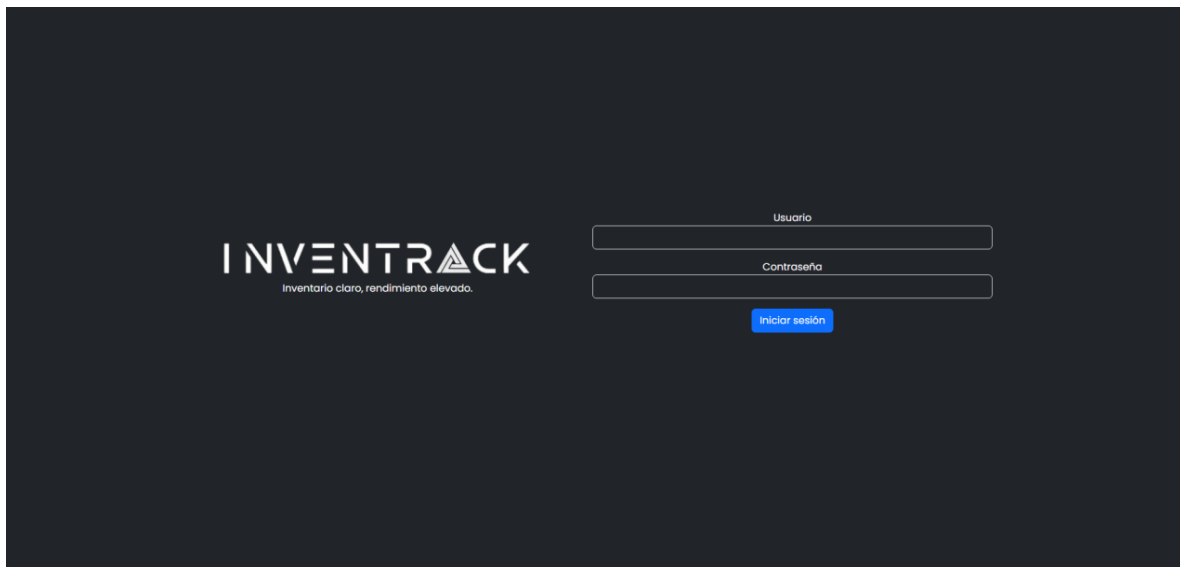 INVENTRACK
Inventario claro, rendimiento elevado.
Usuario
Contraseña
Iniciar sesión